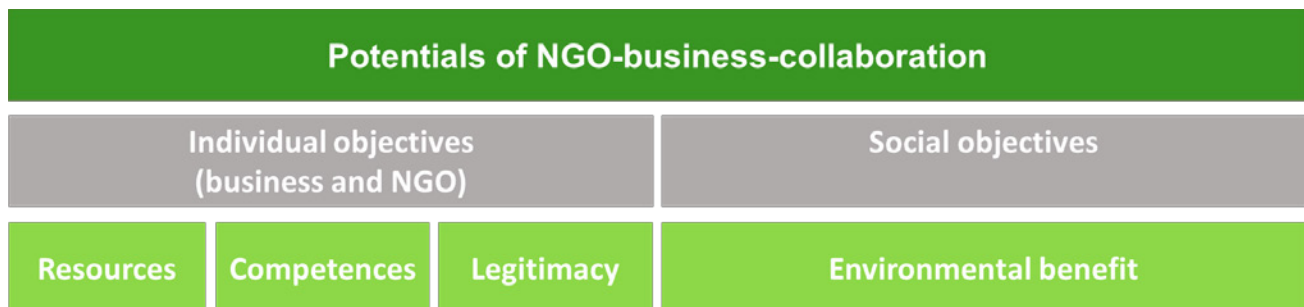 Potentials of NGO-business-collaboration
Individual objectives
(business and NGO)
Social objectives
Resources
Competences
Legitimacy
Environmental benefit